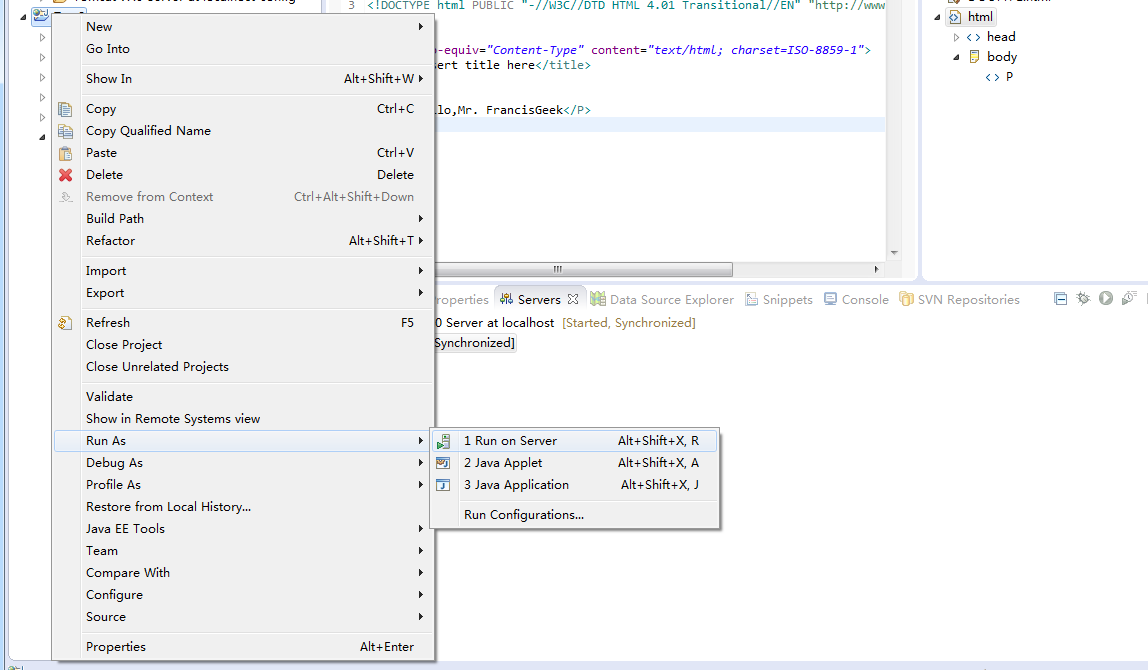 3 <!DOCTYPE html PUBLIC "-//W3C//DTD HTML 4.01 Transitional//EN" "http://www
-equiv="Content-Type" content="text/html; charset=ISO-8859-1">
ert title here</title>
lo,Mr. FrancisGeek</P>
html
head
body
P
New
Go Into
Show In Alt+Shift+W
Copy Ctrl+C
Copy Qualified Name
Paste Ctrl+V
Delete Delete
Remove from Context Ctrl+Alt+Shift+Down
Build Path
Refactor Alt+Shift+T
Import
Export
Refresh F5
Close Project
Close Unrelated Projects
Validate
Show in Remote Systems view
Run As
Debug As
Profile As
Restore from Local History...
Java EE Tools
Team
Compare With
Configure
Source
Properties Alt+Enter
1 Run on Server Alt+Shift+X, R
2 Java Applet Alt+Shift+X, A
3 Java Application Alt+Shift+X, J
Run Configurations...
roperties Servers Data Source Explorer Snippets Console SVN Repositories
0 Server at localhost [Started, Synchronized]
Synchronized]